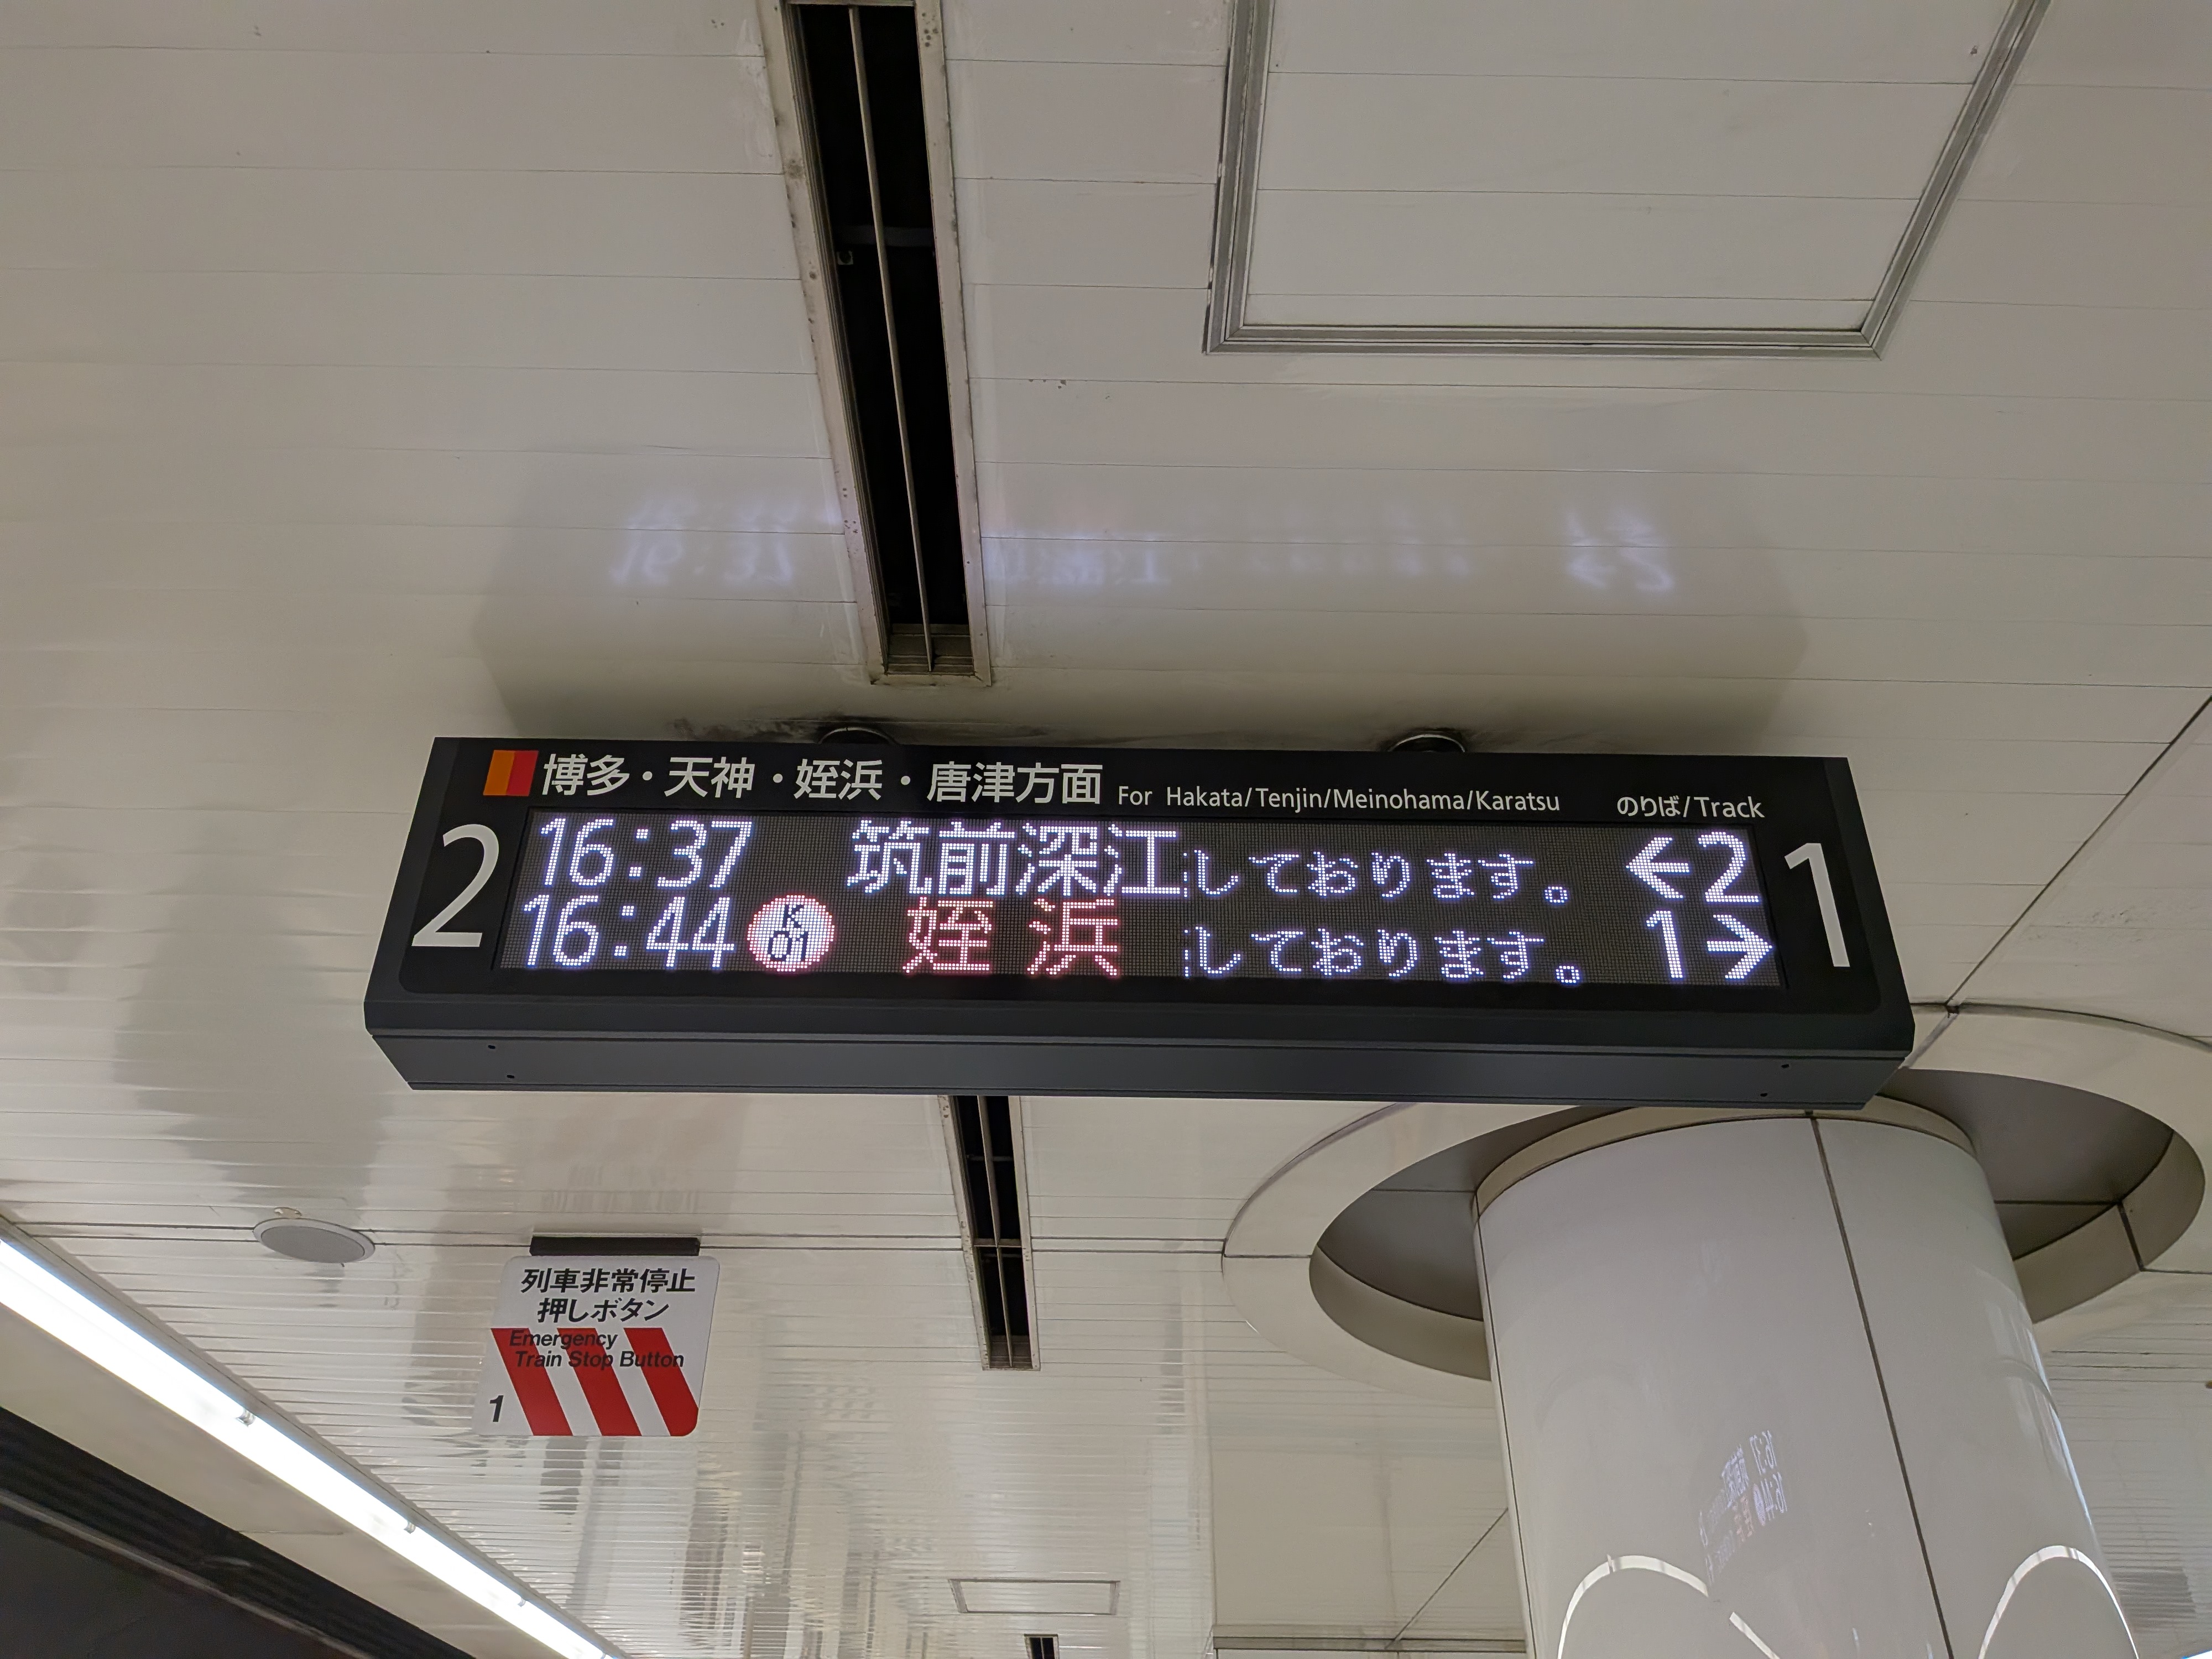 博多・天神・姪浜・唐津方面 For Hakata/Tenjin/Meinohama/Karatsu のりば/Track
2
16:37 筑前深江 しております。 ←2
16:44 K 01 姪浜 しております。 1→
1
列車非常停止
押しボタン
Emergency
Train Stop Button
1